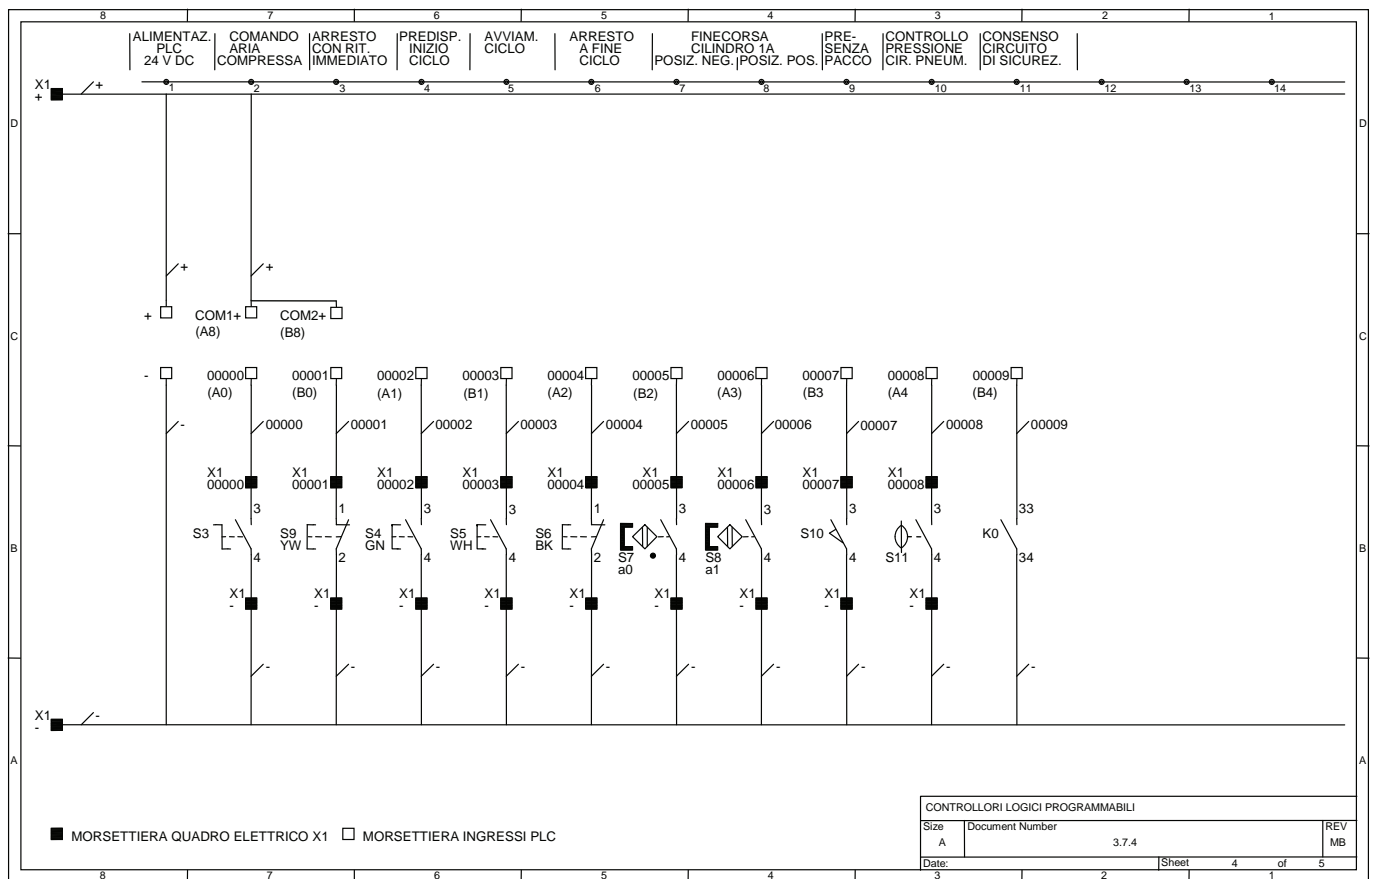 8 7 6 5 4 3 2 1
ALIMENTAZ. PLC 24 V DC
COMANDO ARIA COMPRESSA
ARRESTO CON RIT. IMMEDIATO
PREDISP. INIZIO CICLO
AVVIAM. CICLO
ARRESTO A FINE CICLO
FINECORSA CILINDRO 1A
POSIZ. NEG. POSIZ. POS.
PRE- SENZA PACCO
CONTROLLO PRESSIONE CIR. PNEUM.
CONSENSO CIRCUITO DI SICUREZ.
X1 + +
1 2 3 4 5 6 7 8 9 10 11 12 13 14
D D
+ +
+ COM1+ COM2+
(A8) (B8)
C C
- 00000 00001 00002 00003 00004 00005 00006 00007 00008 00009
(A0) (B0) (A1) (B1) (A2) (B2) (A3) (B3 (A4 (B4)
- 00000 00001 00002 00003 00004 00005 00006 00007 00008 00009
X1 X1 X1 X1 X1 X1 X1 X1 X1
00000 00001 00002 00003 00004 00005 00006 00007 00008
3 1 3 3 1 3 3 3 3 33
S3 S9 S4 S5 S6 S10 K0
YW GN WH BK
B B
4 2 4 4 2 S7 4 S8 4 4 S11 4 34
a0 a1
X1 X1 X1 X1 X1 X1 X1 X1 X1
- - - - - - - - -
- - - - - - - - - -
X1 - -
A A
MORSETTIERA QUADRO ELETTRICO X1 MORSETTIERA INGRESSI PLC
CONTROLLORI LOGICI PROGRAMMABILI
Size Document Number REV
A 3.7.4 MB
Date: Sheet 4 of 5
8 7 6 5 4 3 2 1